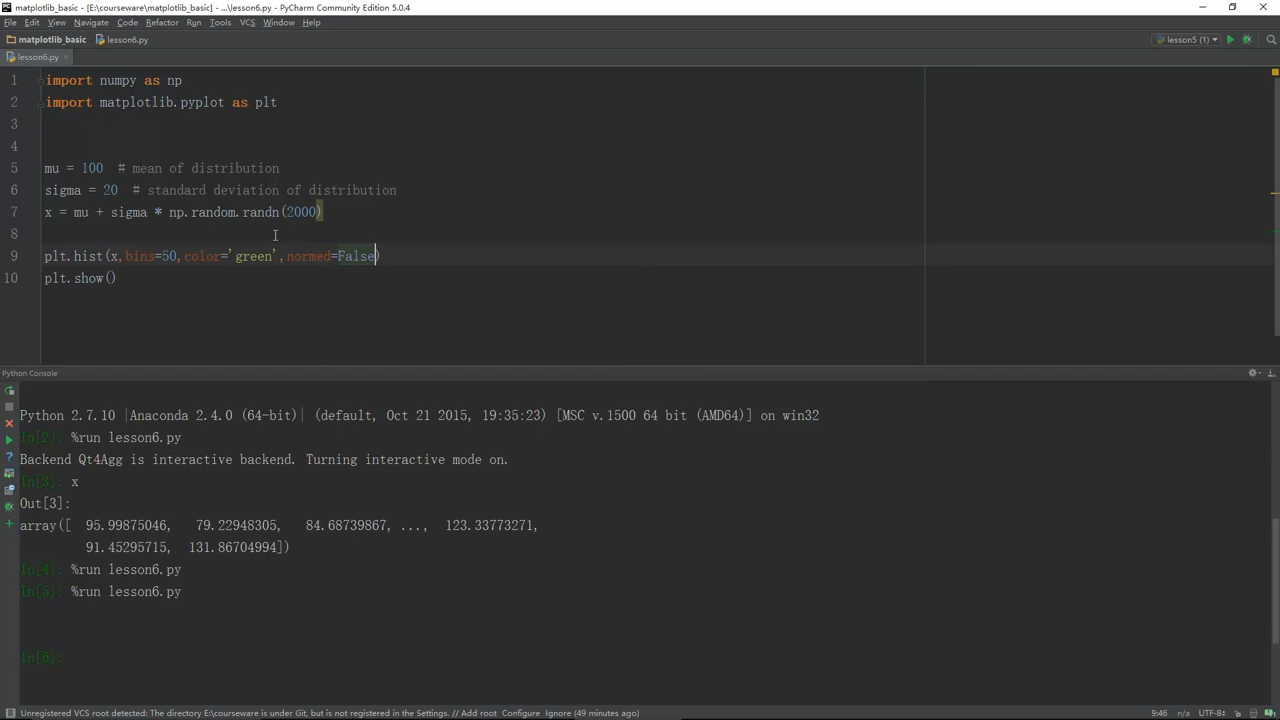 matplotlib_basic - [E:\courseware\matplotlib_basic] - ...\lesson6.py - PyCharm Community Edition 5.0.4
File Edit View Navigate Code Refactor Run Tools VCS Window Help
matplotlib_basic lesson6.py lesson5 (1)
lesson6.py
1 import numpy as np
2 import matplotlib.pyplot as plt
3
4
5 mu = 100  # mean of distribution
6 sigma = 20  # standard deviation of distribution
7 x = mu + sigma * np.random.randn(2000)
8
9 plt.hist(x,bins=50,color='green',normed=False)
10 plt.show()
Python Console
Python 2.7.10 |Anaconda 2.4.0 (64-bit)| (default, Oct 21 2015, 19:35:23) [MSC v.1500 64 bit (AMD64)] on win32
In[2]: %run lesson6.py
Backend Qt4Agg is interactive backend. Turning interactive mode on.
In[3]: x
Out[3]:
array([  95.99875046,   79.22948305,   84.68739867, ...,  123.33773271,
91.45295715,  131.86704994])
In[4]: %run lesson6.py
In[5]: %run lesson6.py
In[6]:
Unregistered VCS root detected: The directory E:\courseware is under Git, but is not registered in the Settings. // Add root  Configure  Ignore (49 minutes ago) 9:46 n/a UTF-8